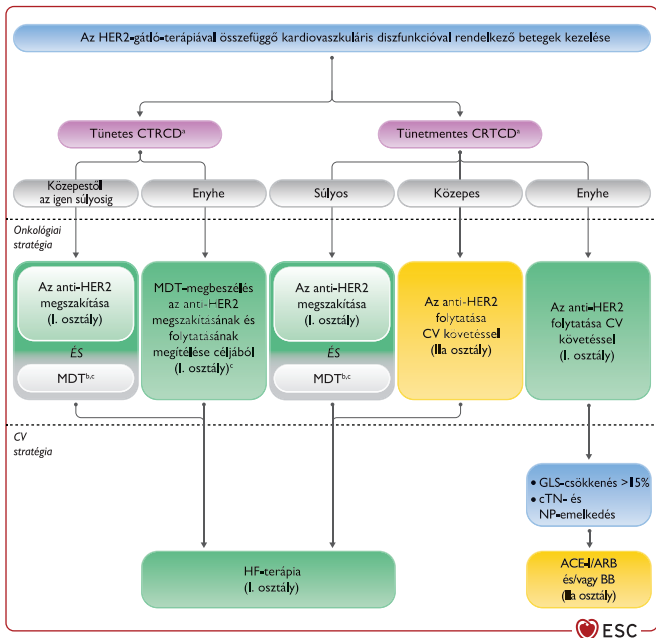 Az HER2-gátló-terápiával összefüggő kardiovaszkuláris diszfunkcióval rendelkező betegek kezelése
Tünetes CTRCDᵃ
Tünetmentes CRTCDᵃ
Középestől
az igen súlyosig
Enyhe
Súlyos
Közepes
Enyhe
Onkológiai
stratégia
Az anti-HER2
megszakítása
(I. osztály)
ÉS
MDTᵇ,ᶜ
MDT-megbeszélés
az anti-HER2
megszakításának és
folytatásának
megítélése céljából
(I. osztály)ᶜ
Az anti-HER2
megszakítása
(I. osztály)
ÉS
MDTᵇ,ᶜ
Az anti-HER2
folytatása
CV követéssel
(IIa osztály)
Az anti-HER2
folytatása CV
követéssel
(I. osztály)
CV
stratégia
• GLS-csökkenés >15%
• cTN- és
NP-emelkedés
HF-terápia
(I. osztály)
ACE-I/ARB
és/vagy BB
(IIa osztály)
ESC